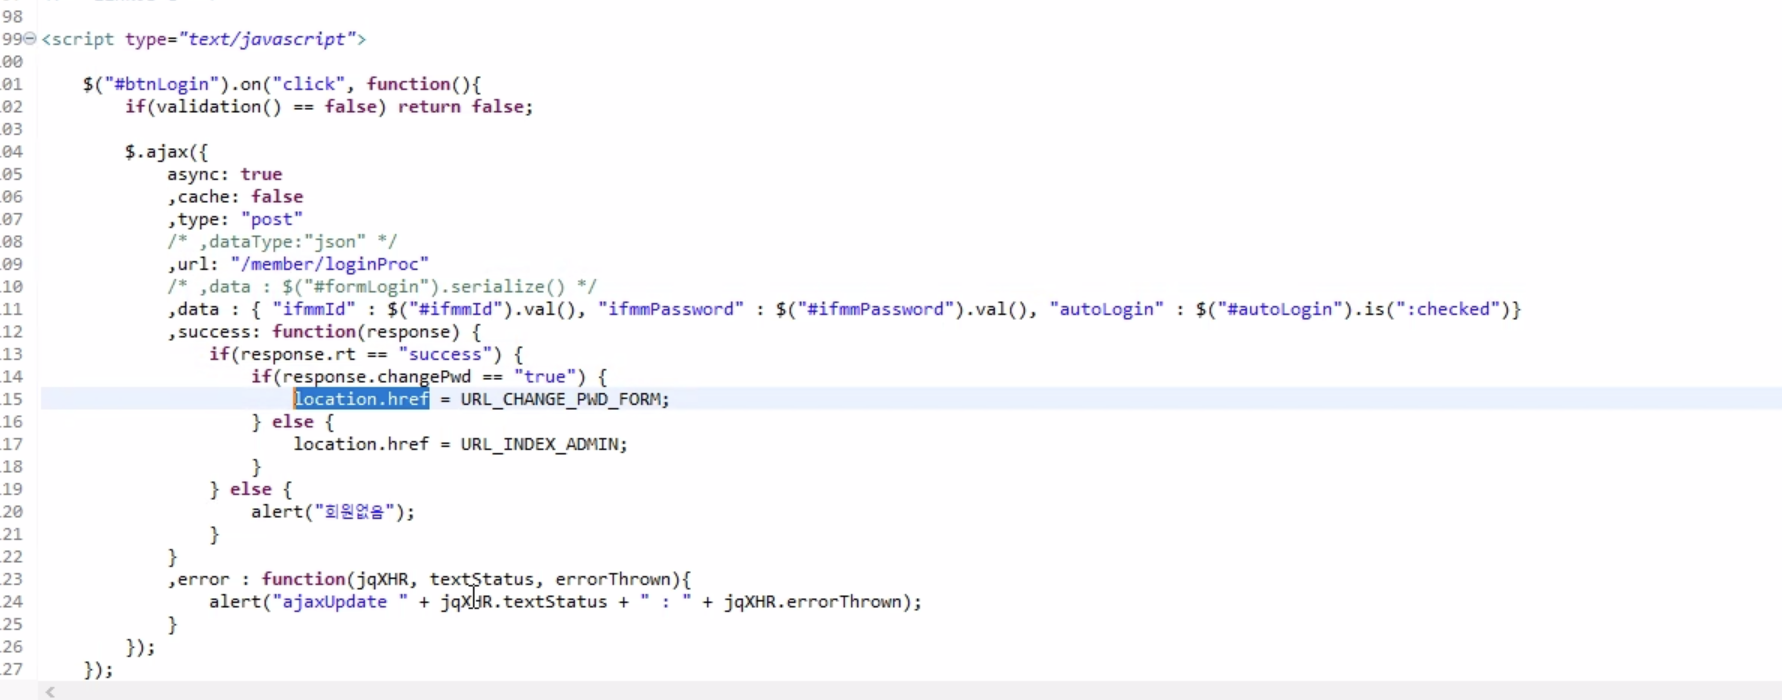 98
99 <script type="text/javascript">
00
01 $("#btnLogin").on("click", function(){
02 if(validation() == false) return false;
03
04 $.ajax({
05 async: true
06 ,cache: false
07 ,type: "post"
08 /* ,dataType:"json" */
09 ,url: "/member/loginProc"
10 /* ,data : $("#formLogin").serialize() */
11 ,data : { "ifmmId" : $("#ifmmId").val(), "ifmmPassword" : $("#ifmmPassword").val(), "autoLogin" : $("#autoLogin").is(":checked")}
12 ,success: function(response) {
13 if(response.rt == "success") {
14 if(response.changePwd == "true") {
15 location.href = URL_CHANGE_PWD_FORM;
16 } else {
17 location.href = URL_INDEX_ADMIN;
18 }
19 } else {
20 alert("회원없음");
21 }
22 }
23 ,error : function(jqXHR, textStatus, errorThrown){
24 alert("ajaxUpdate " + jqXHR.textStatus + " : " + jqXHR.errorThrown);
25 }
26 });
27 });